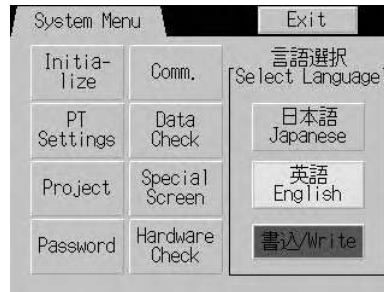 System Menu
Exit
Initia-
lize
Comm.
言語選択
Select Language
PT
Settings
Data
Check
日本語
Japanese
Project
Special
Screen
英語
English
Password
Hardware
Check
書込/Write